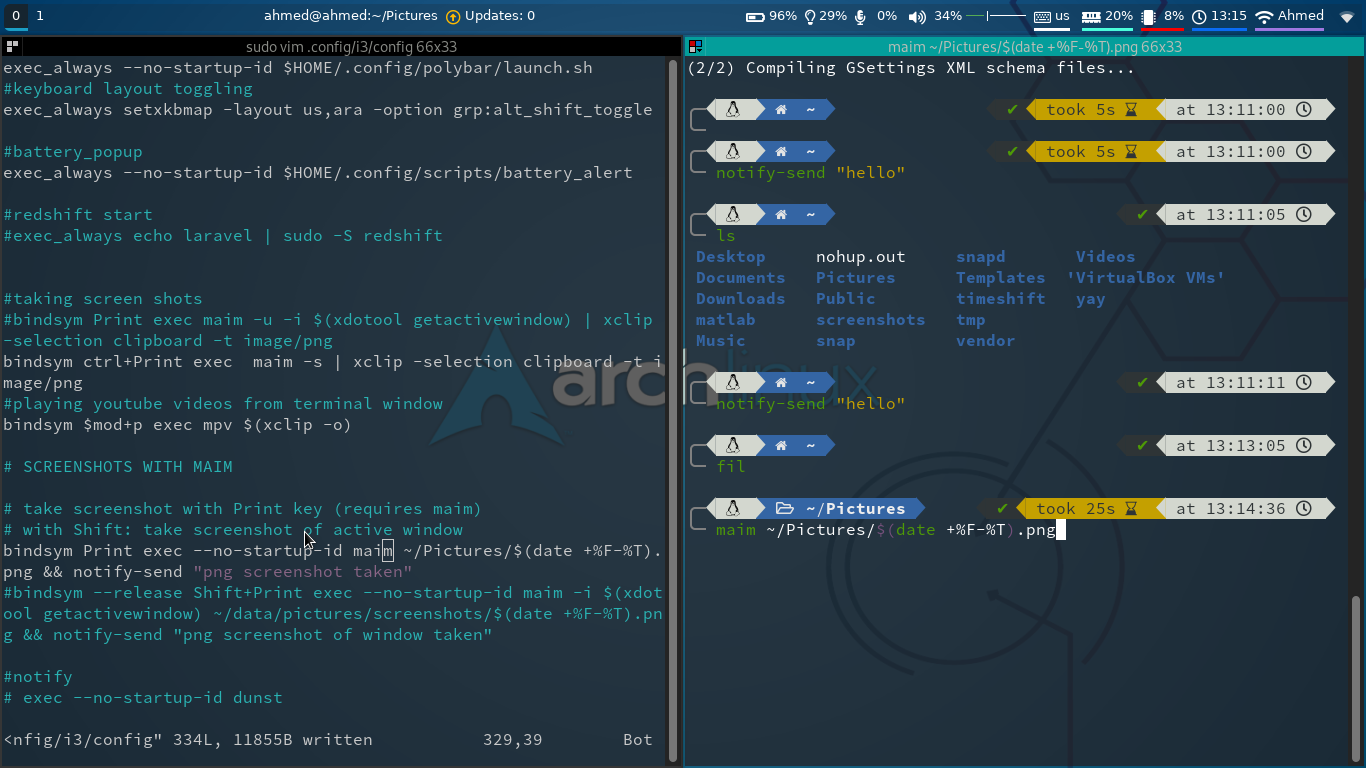 0 1 ahmed@ahmed:~/Pictures Updates: 0 96% 29% 0% 34% us 20% 8% 13:15 Ahmed
sudo vim .config/i3/config 66x33
exec_always --no-startup-id $HOME/.config/polybar/launch.sh
#keyboard layout toggling
exec_always setxkbmap -layout us,ara -option grp:alt_shift_toggle
#battery_popup
exec_always --no-startup-id $HOME/.config/scripts/battery_alert
#redshift start
#exec_always echo laravel | sudo -S redshift
#taking screen shots
#bindsym Print exec maim -u -i $(xdotool getactivewindow) | xclip
-selection clipboard -t image/png
bindsym ctrl+Print exec  maim -s | xclip -selection clipboard -t i
mage/png
#playing youtube videos from terminal window
bindsym $mod+p exec mpv $(xclip -o)
# SCREENSHOTS WITH MAIM
# take screenshot with Print key (requires maim)
# with Shift: take screenshot of active window
bindsym Print exec --no-startup-id maim ~/Pictures/$(date +%F-%T).
png && notify-send "png screenshot taken"
#bindsym --release Shift+Print exec --no-startup-id maim -i $(xdot
ool getactivewindow) ~/data/pictures/screenshots/$(date +%F-%T).pn
g && notify-send "png screenshot of window taken"
#notify
# exec --no-startup-id dunst
<nfig/i3/config" 334L, 11855B written 329,39 Bot
maim ~/Pictures/$(date +%F-%T).png 66x33
(2/2) Compiling GSettings XML schema files...
~ ✔ took 5s at 13:11:00
~ ✔ took 5s at 13:11:00
notify-send "hello"
~ ✔ at 13:11:05
ls
Desktop nohup.out snapd Videos
Documents Pictures Templates 'VirtualBox VMs'
Downloads Public timeshift yay
matlab screenshots tmp
Music snap vendor
~ ✔ at 13:11:11
notify-send "hello"
~ ✔ at 13:13:05
fil
~/Pictures ✔ took 25s at 13:14:36
maim ~/Pictures/$(date +%F-%T).png
arch linux